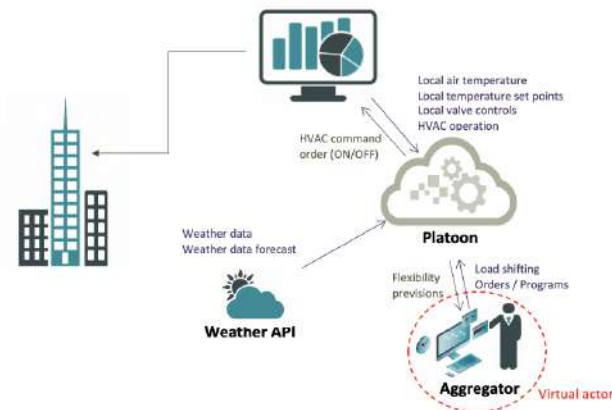 Local air temperature
Local temperature set points
Local valve controls
HVAC operation
HVAC command
order (ON/OFF)
Platoon
Weather data
Weather data forecast
Weather API
Flexibility
previsions
Load shifting
Orders / Programs
Aggregator
Virtual actor